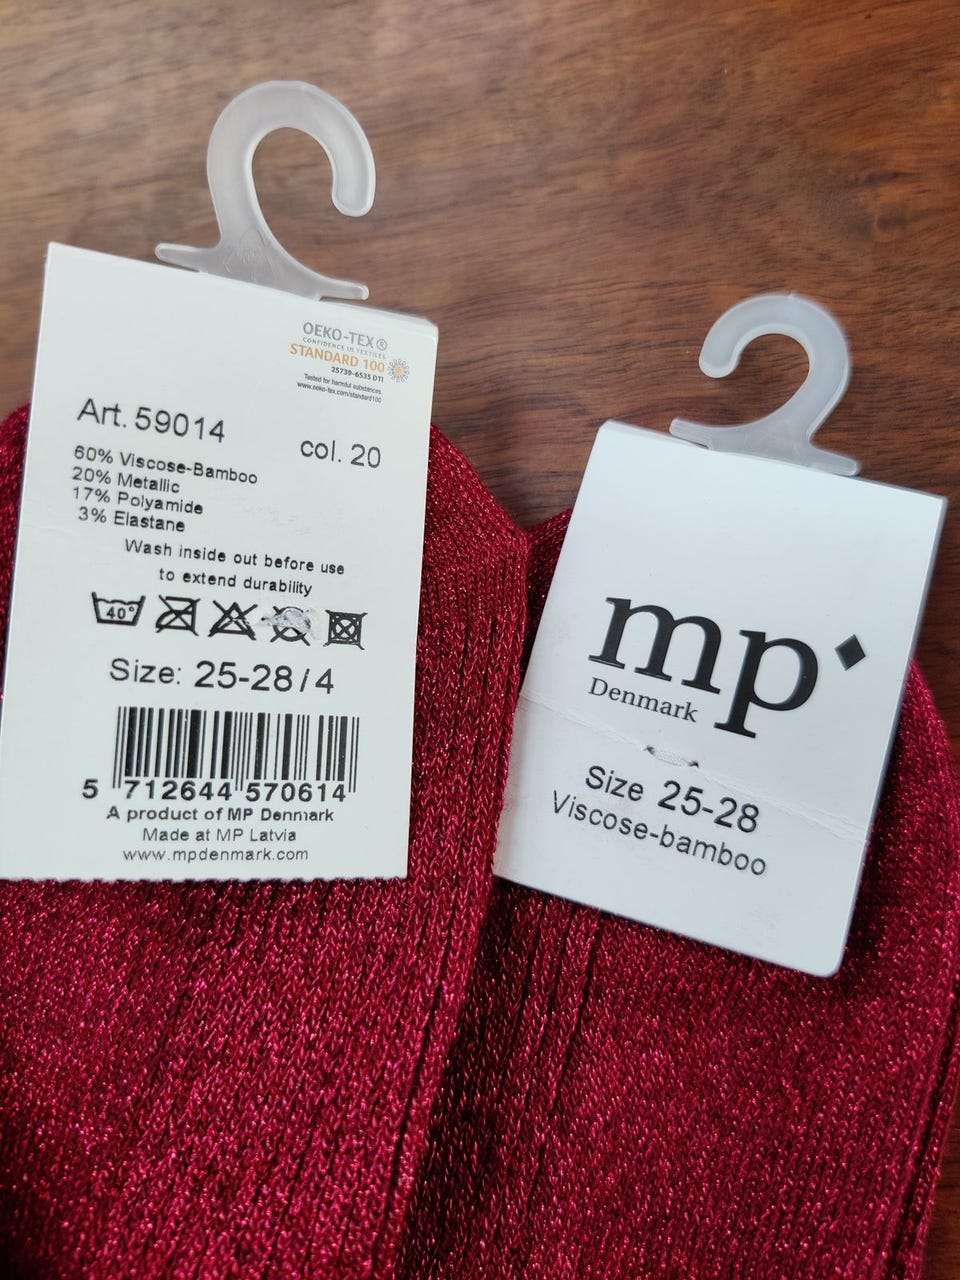 OEKO-TEX®
CONFIDENCE IN TEXTILES
STANDARD 100
25739-6535 DTI
Tested for harmful substances.
www.oeko-tex.com/standard100
Art. 59014
col. 20
60% Viscose-Bamboo
20% Metallic
17% Polyamide
3% Elastane
Wash inside out before use
to extend durability
40°
Size: 25-28/4
5 712644 570614
A product of MP Denmark
Made at MP Latvia
www.mpdenmark.com
mp
Denmark
Size 25-28
Viscose-bamboo